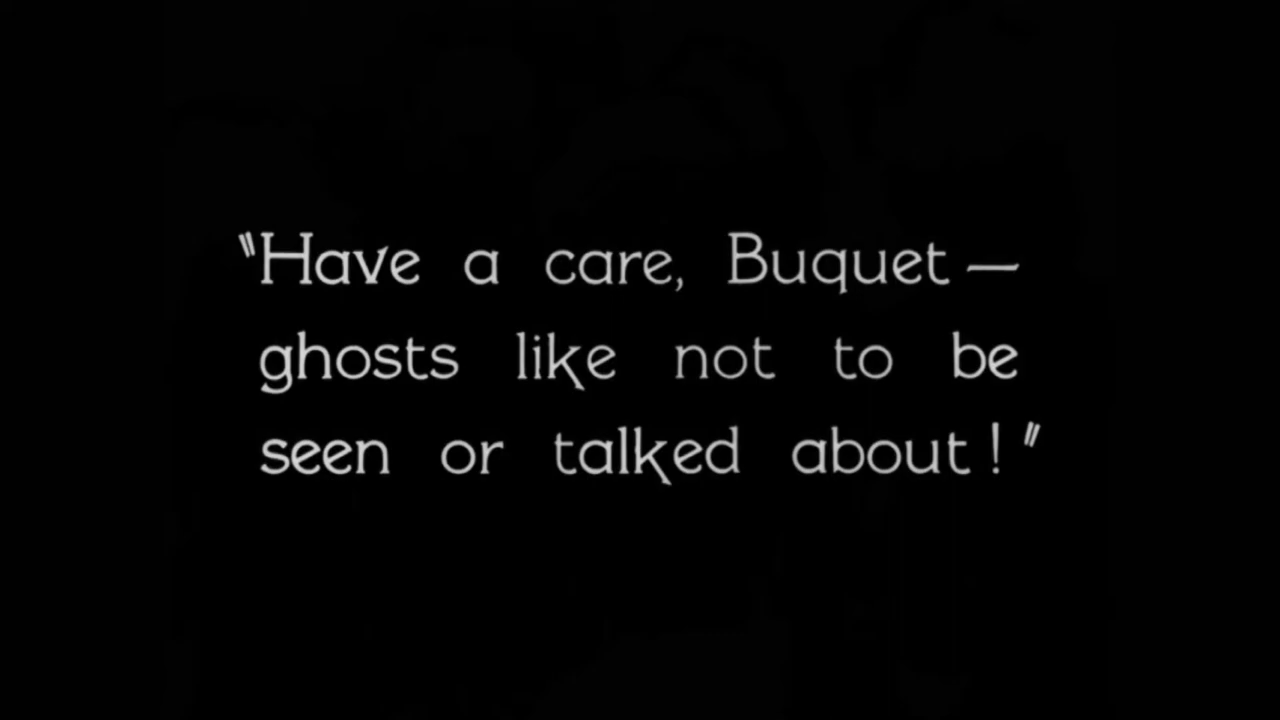 "Have a care, Buquet —
ghosts like not to be
seen or talked about!"